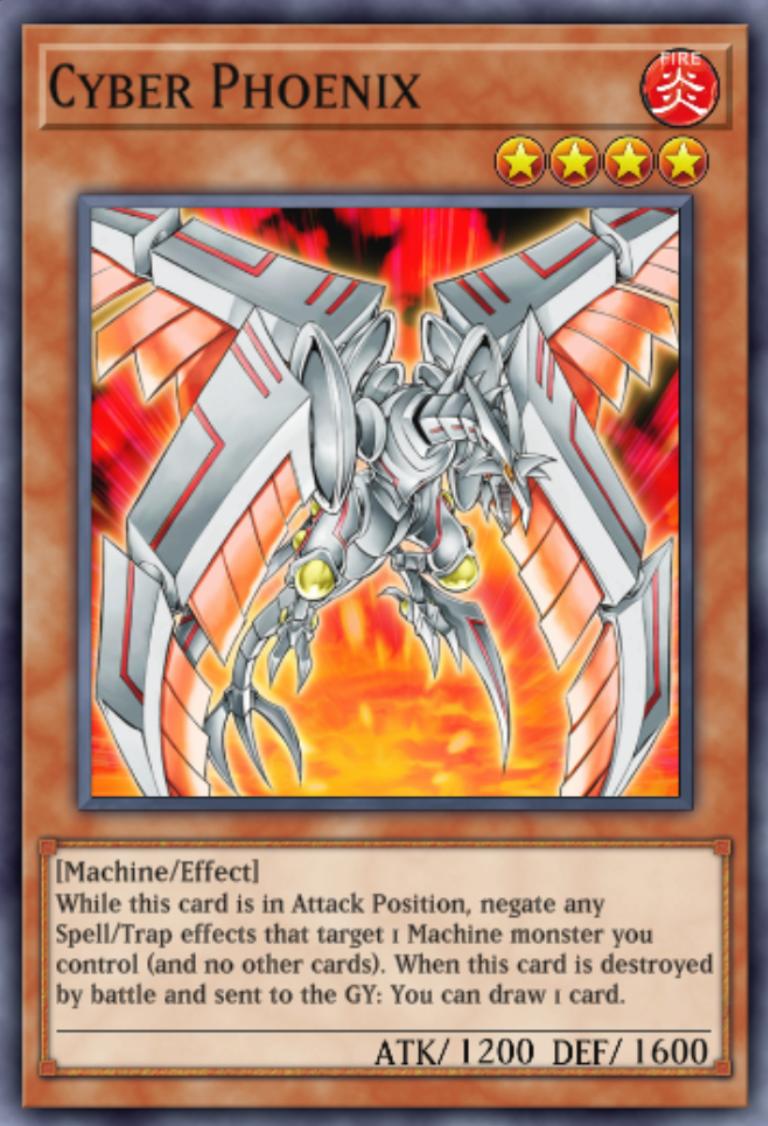 Cyber Phoenix
FIRE
炎
[Machine/Effect]
While this card is in Attack Position, negate any
Spell/Trap effects that target 1 Machine monster you
control (and no other cards). When this card is destroyed
by battle and sent to the GY: You can draw 1 card.
ATK/ 1200 DEF/ 1600